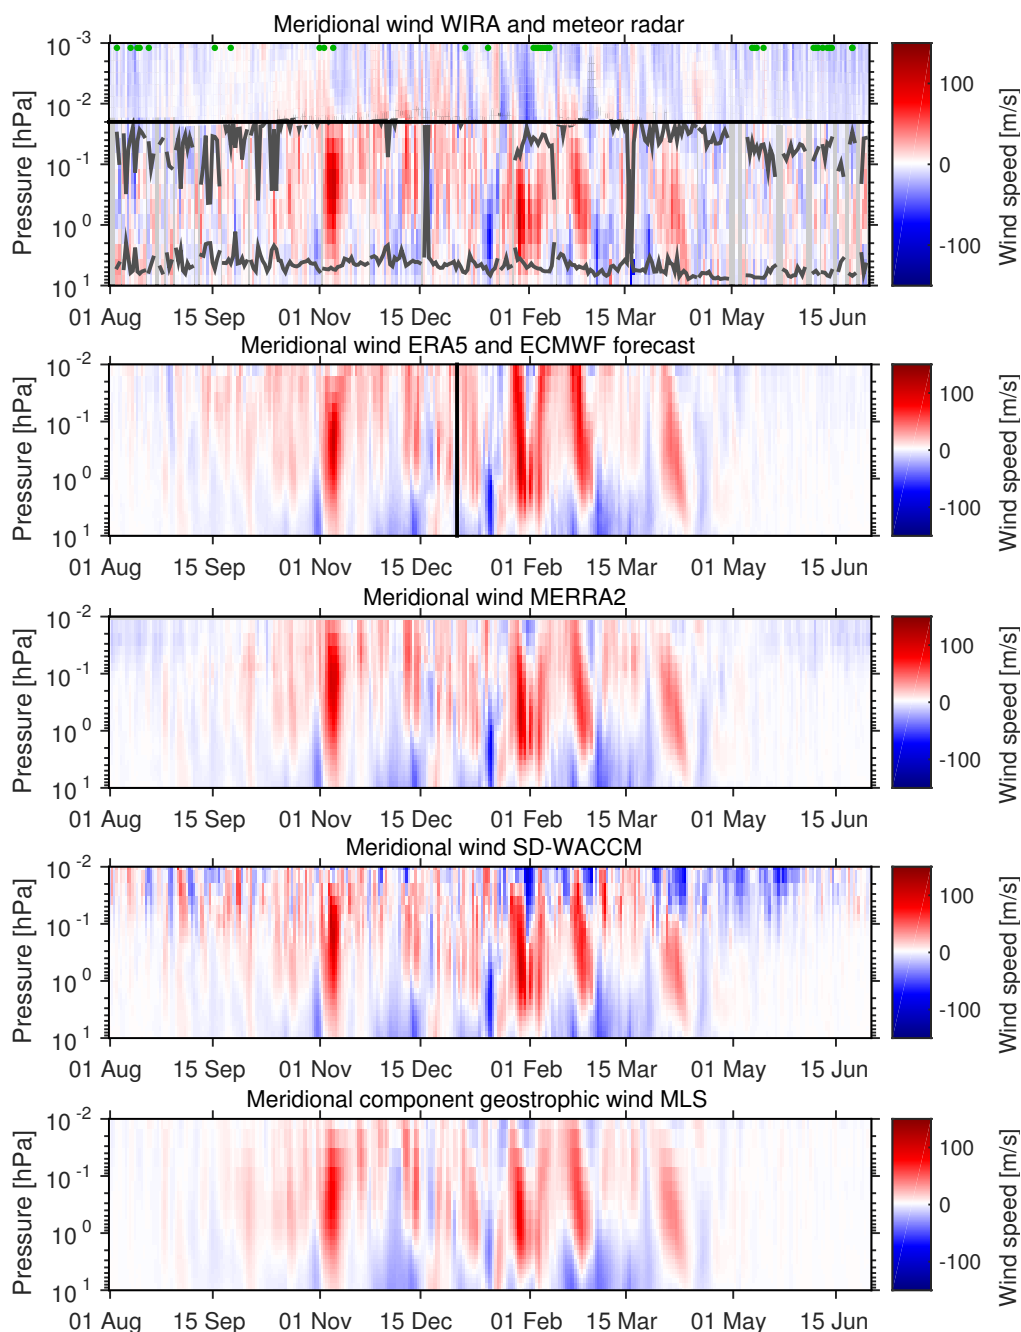 Meridional wind WIRA and meteor radar
10 -3
10 -2
10 -1
10 0
10 1
Pressure [hPa]
01 Aug 15 Sep 01 Nov 15 Dec 01 Feb 15 Mar 01 May 15 Jun
100
0
-100
Wind speed [m/s]
Meridional wind ERA5 and ECMWF forecast
10 -2
10 -1
10 0
10 1
Pressure [hPa]
01 Aug 15 Sep 01 Nov 15 Dec 01 Feb 15 Mar 01 May 15 Jun
100
0
-100
Wind speed [m/s]
Meridional wind MERRA2
10 -2
10 -1
10 0
10 1
Pressure [hPa]
01 Aug 15 Sep 01 Nov 15 Dec 01 Feb 15 Mar 01 May 15 Jun
100
0
-100
Wind speed [m/s]
Meridional wind SD-WACCM
10 -2
10 -1
10 0
10 1
Pressure [hPa]
01 Aug 15 Sep 01 Nov 15 Dec 01 Feb 15 Mar 01 May 15 Jun
100
0
-100
Wind speed [m/s]
Meridional component geostrophic wind MLS
10 -2
10 -1
10 0
10 1
Pressure [hPa]
01 Aug 15 Sep 01 Nov 15 Dec 01 Feb 15 Mar 01 May 15 Jun
100
0
-100
Wind speed [m/s]